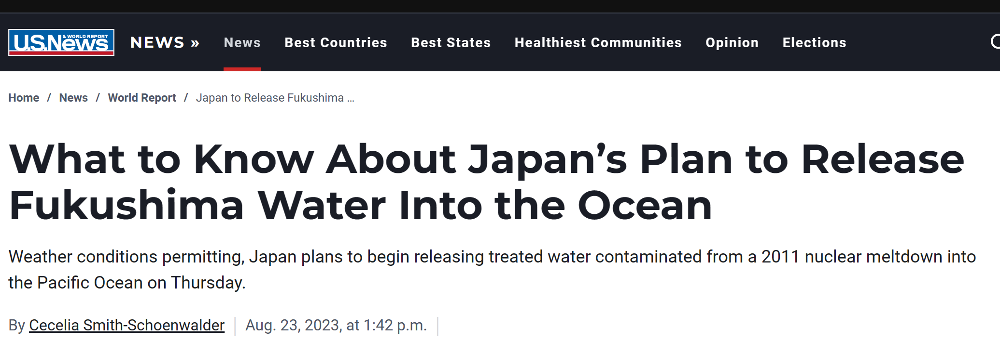 U.S.News & WORLD REPORT
NEWS » News Best Countries Best States Healthiest Communities Opinion Elections
Home / News / World Report / Japan to Release Fukushima ...
What to Know About Japan’s Plan to Release
Fukushima Water Into the Ocean
Weather conditions permitting, Japan plans to begin releasing treated water contaminated from a 2011 nuclear meltdown into
the Pacific Ocean on Thursday.
By Cecelia Smith-Schoenwalder | Aug. 23, 2023, at 1:42 p.m. |